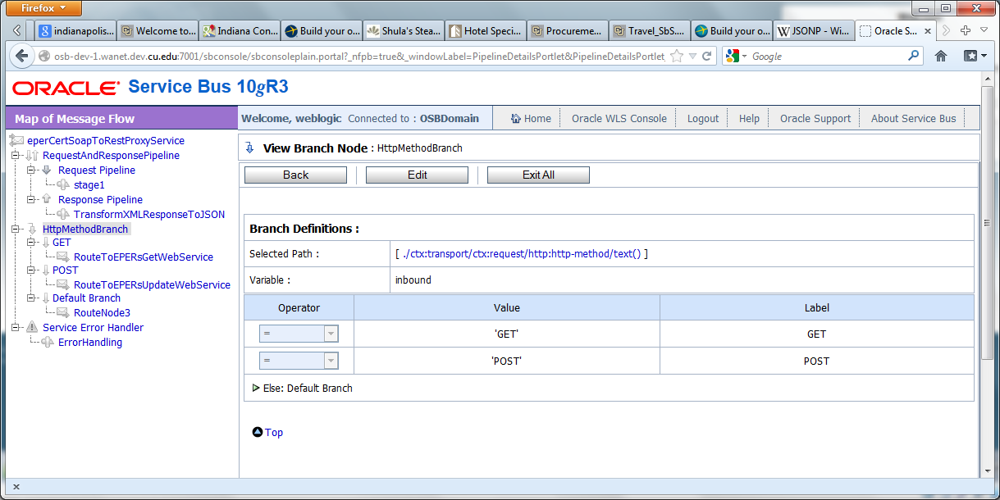 Firefox
indianapolis...
Welcome to...
Indiana Con...
Build your o...
Shula's Stea...
Hotel Speci...
Procureme...
Travel_SbS....
Build your o...
JSONP - Wi...
Oracle S...
osb-dev-1.wanet.dev.cu.edu:7001/sbconsole/sbconsoleplain.portal?_nfpb=true&_windowLabel=PipelineDetailsPortlet&PipelineDetailsPortlet_
Google
ORACLE Service Bus 10gR3
Map of Message Flow
Welcome, weblogic Connected to : OSBDomain
Home
Oracle WLS Console
Logout
Help
Oracle Support
About Service Bus
eperCertSoapToRestProxyService
RequestAndResponsePipeline
Request Pipeline
stage1
Response Pipeline
TransformXMLResponseToJSON
HttpMethodBranch
GET
RouteToEPERsGetWebService
POST
RouteToEPERsUpdateWebService
Default Branch
RouteNode3
Service Error Handler
ErrorHandling
View Branch Node : HttpMethodBranch
Back
Edit
Exit All
Branch Definitions :
Selected Path : [ ./ctx:transport/ctx:request/http:http-method/text() ]
Variable : inbound
Operator Value Label
= 'GET' GET
= 'POST' POST
Else: Default Branch
Top